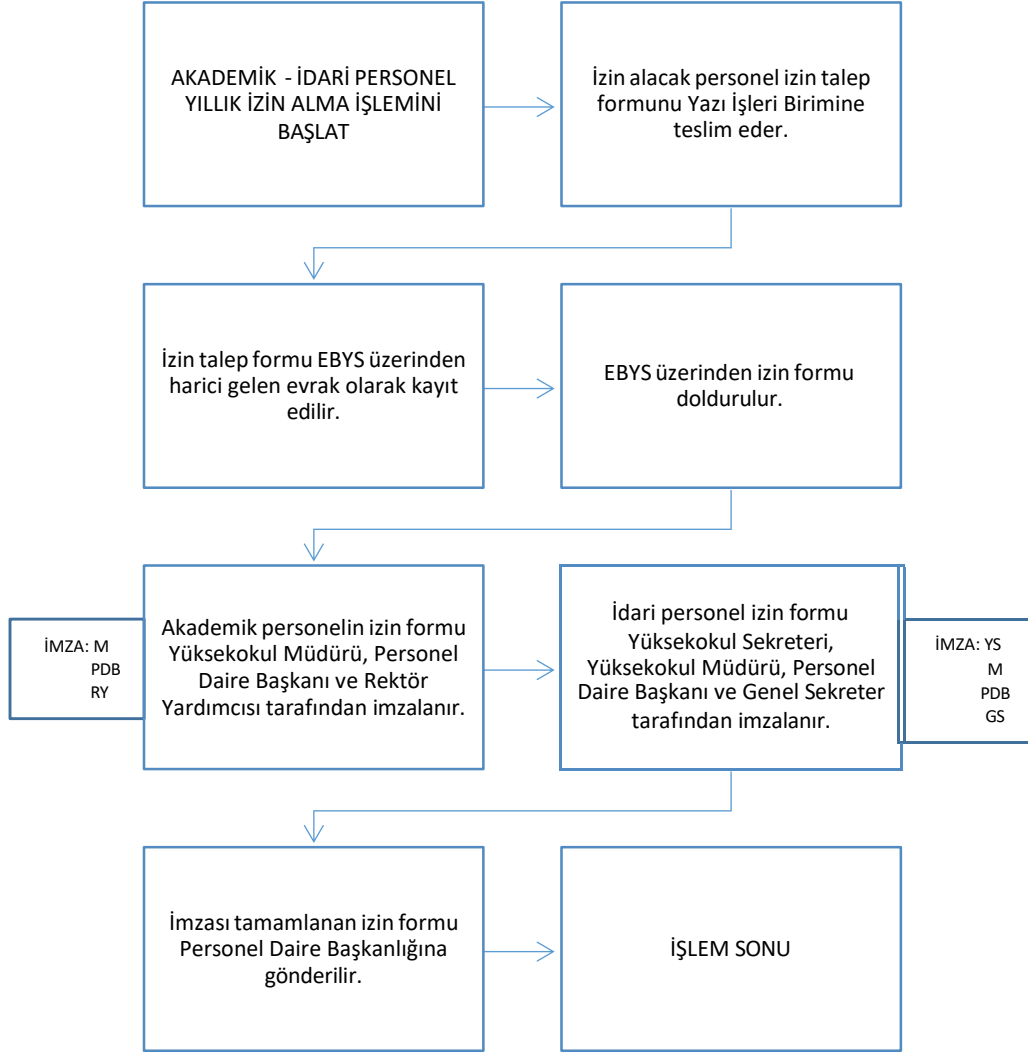 AKADEMİK - İDARİ PERSONEL
YILLIK İZİN ALMA İŞLEMİNİ
BAŞLAT
İzin alacak personel izin talep
formunu Yazı İşleri Birimine
teslim eder.
İzin talep formu EBYS üzerinden
harici gelen evrak olarak kayıt
edilir.
EBYS üzerinden izin formu
doldurulur.
İMZA: M
PDB
RY
Akademik personelin izin formu
Yüksekokul Müdürü, Personel
Daire Başkanı ve Rektör
Yardımcısı tarafından imzalanır.
İdari personel izin formu
Yüksekokul Sekreteri,
Yüksekokul Müdürü, Personel
Daire Başkanı ve Genel Sekreter
tarafından imzalanır.
İMZA: YS
M
PDB
GS
İmzası tamamlanan izin formu
Personel Daire Başkanlığına
gönderilir.
İŞLEM SONU